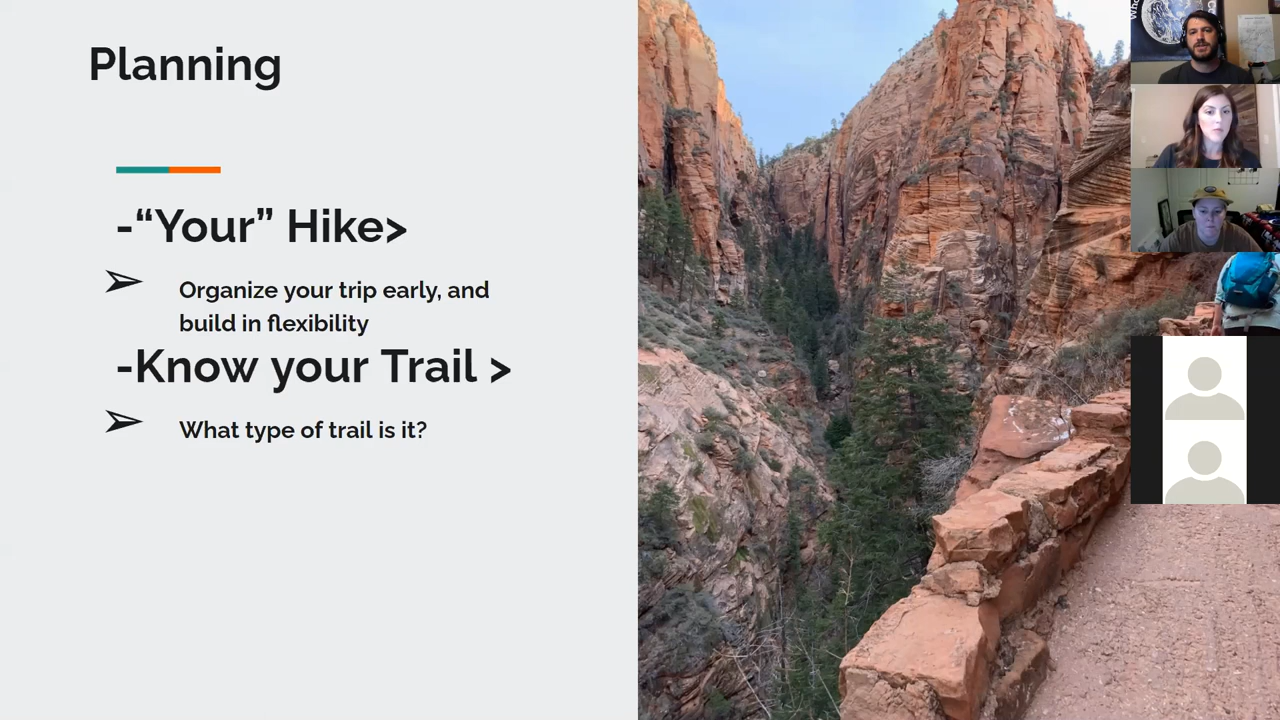 Planning
-“Your” Hike>
➢ Organize your trip early, and
build in flexibility
-Know your Trail >
➢ What type of trail is it?